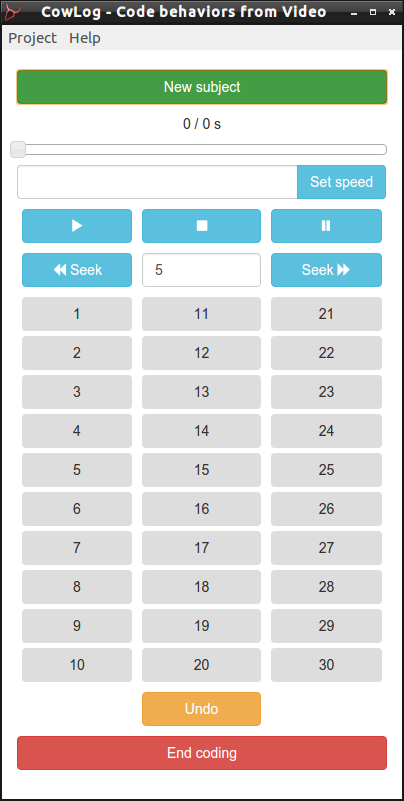 CowLog - Code behaviors from Video
Project Help
New subject
0 / 0 s
Set speed
Seek 5 Seek
1 11 21
2 12 22
3 13 23
4 14 24
5 15 25
6 16 26
7 17 27
8 18 28
9 19 29
10 20 30
Undo
End coding